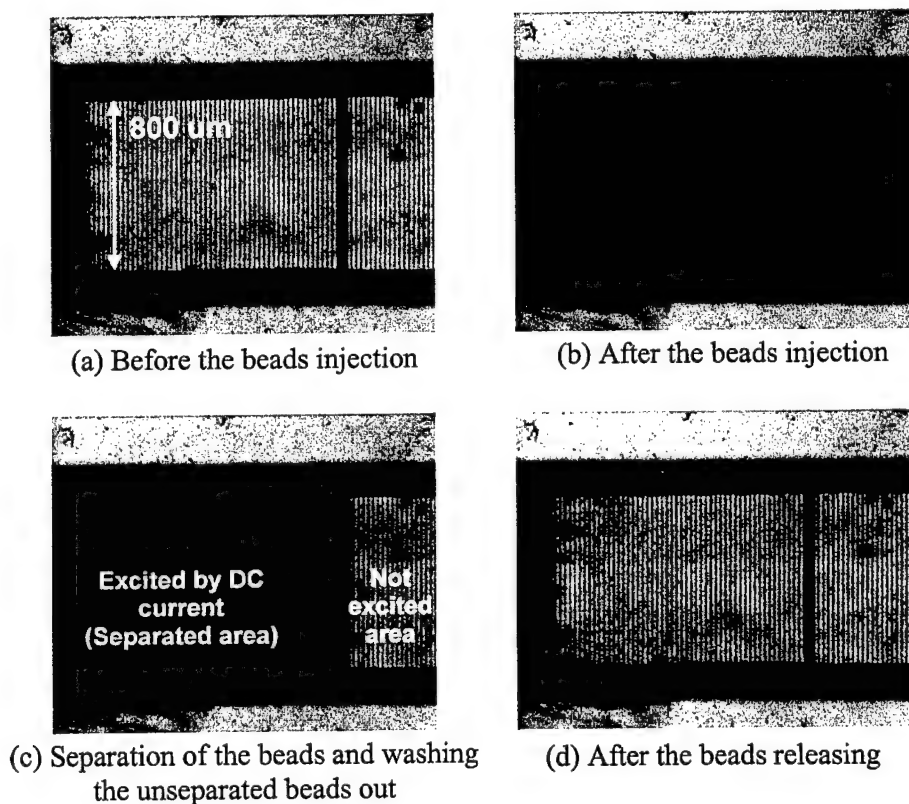 800 um
(a) Before the beads injection
(b) After the beads injection
Excited by DC
current
(Separated area)
Not
excited
area
(c) Separation of the beads and washing
the unseparated beads out
(d) After the beads releasing